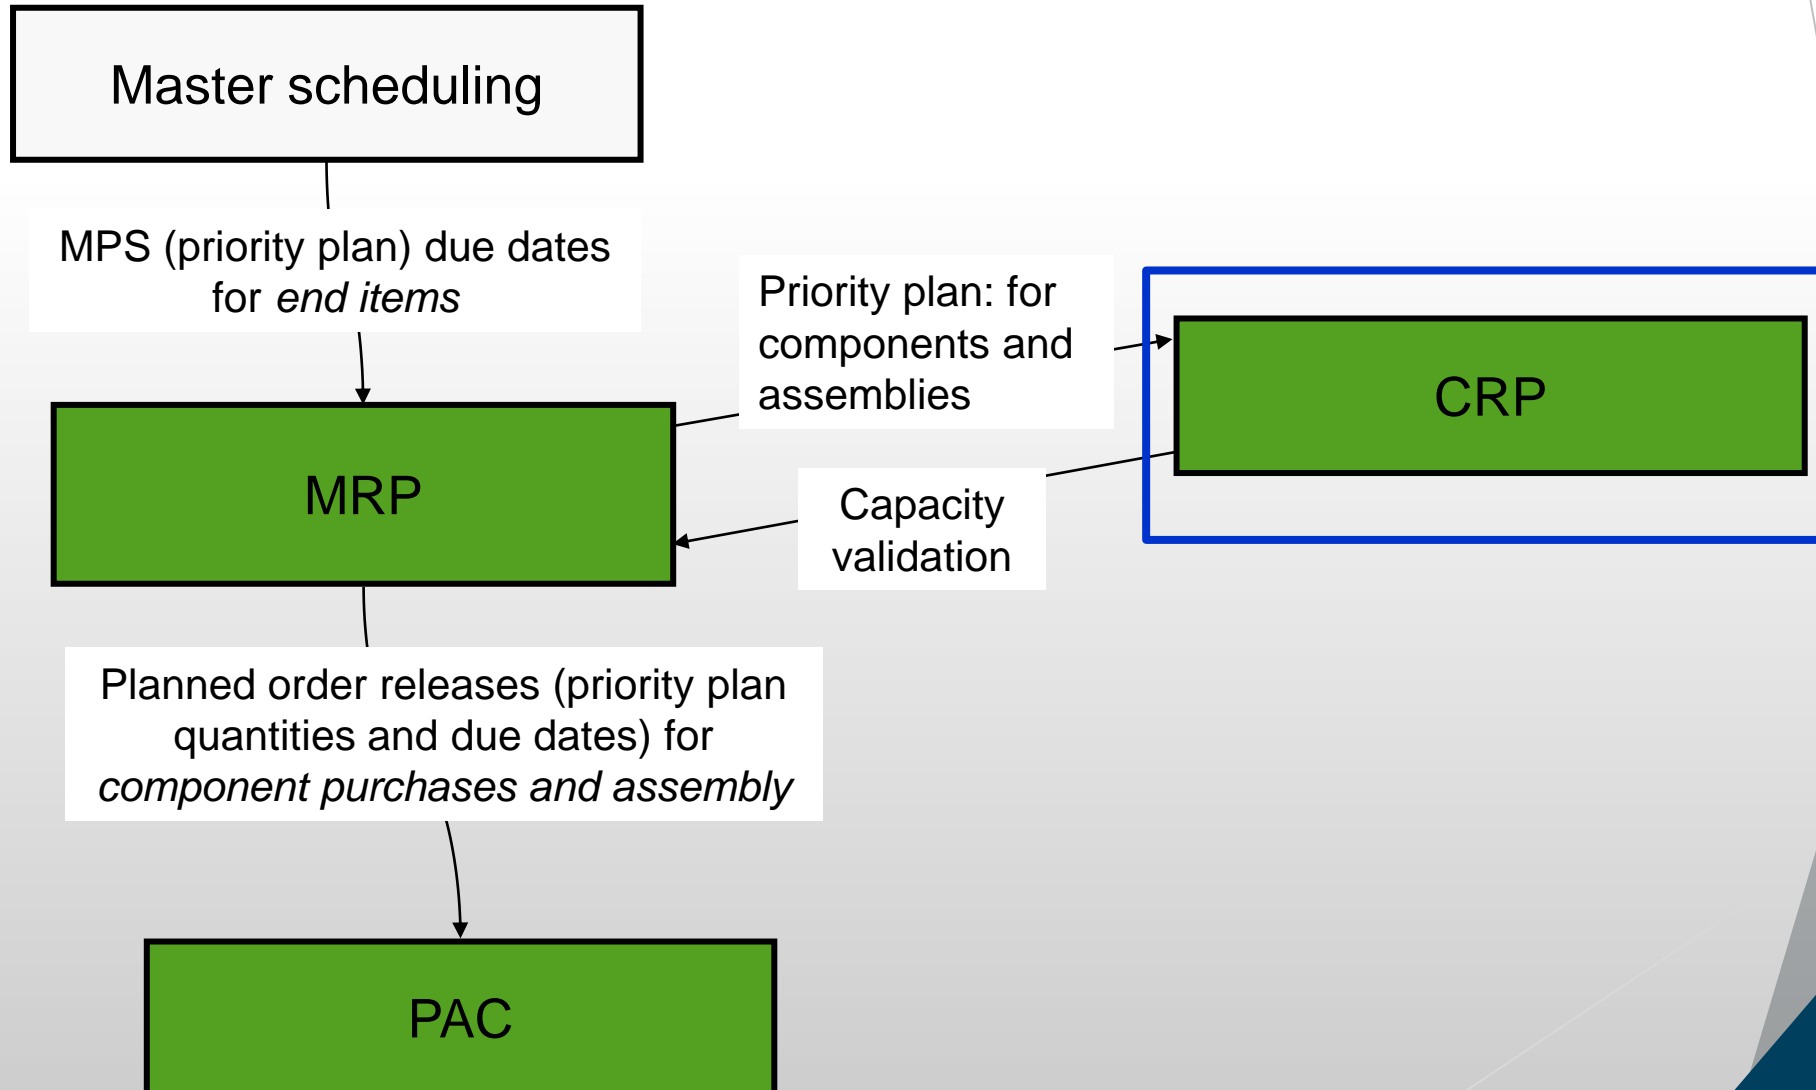 Master scheduling
MPS (priority plan) due dates
for end items
Priority plan: for
components and
assemblies
CRP
MRP
Capacity
validation
Planned order releases (priority plan
quantities and due dates) for
component purchases and assembly
PAC